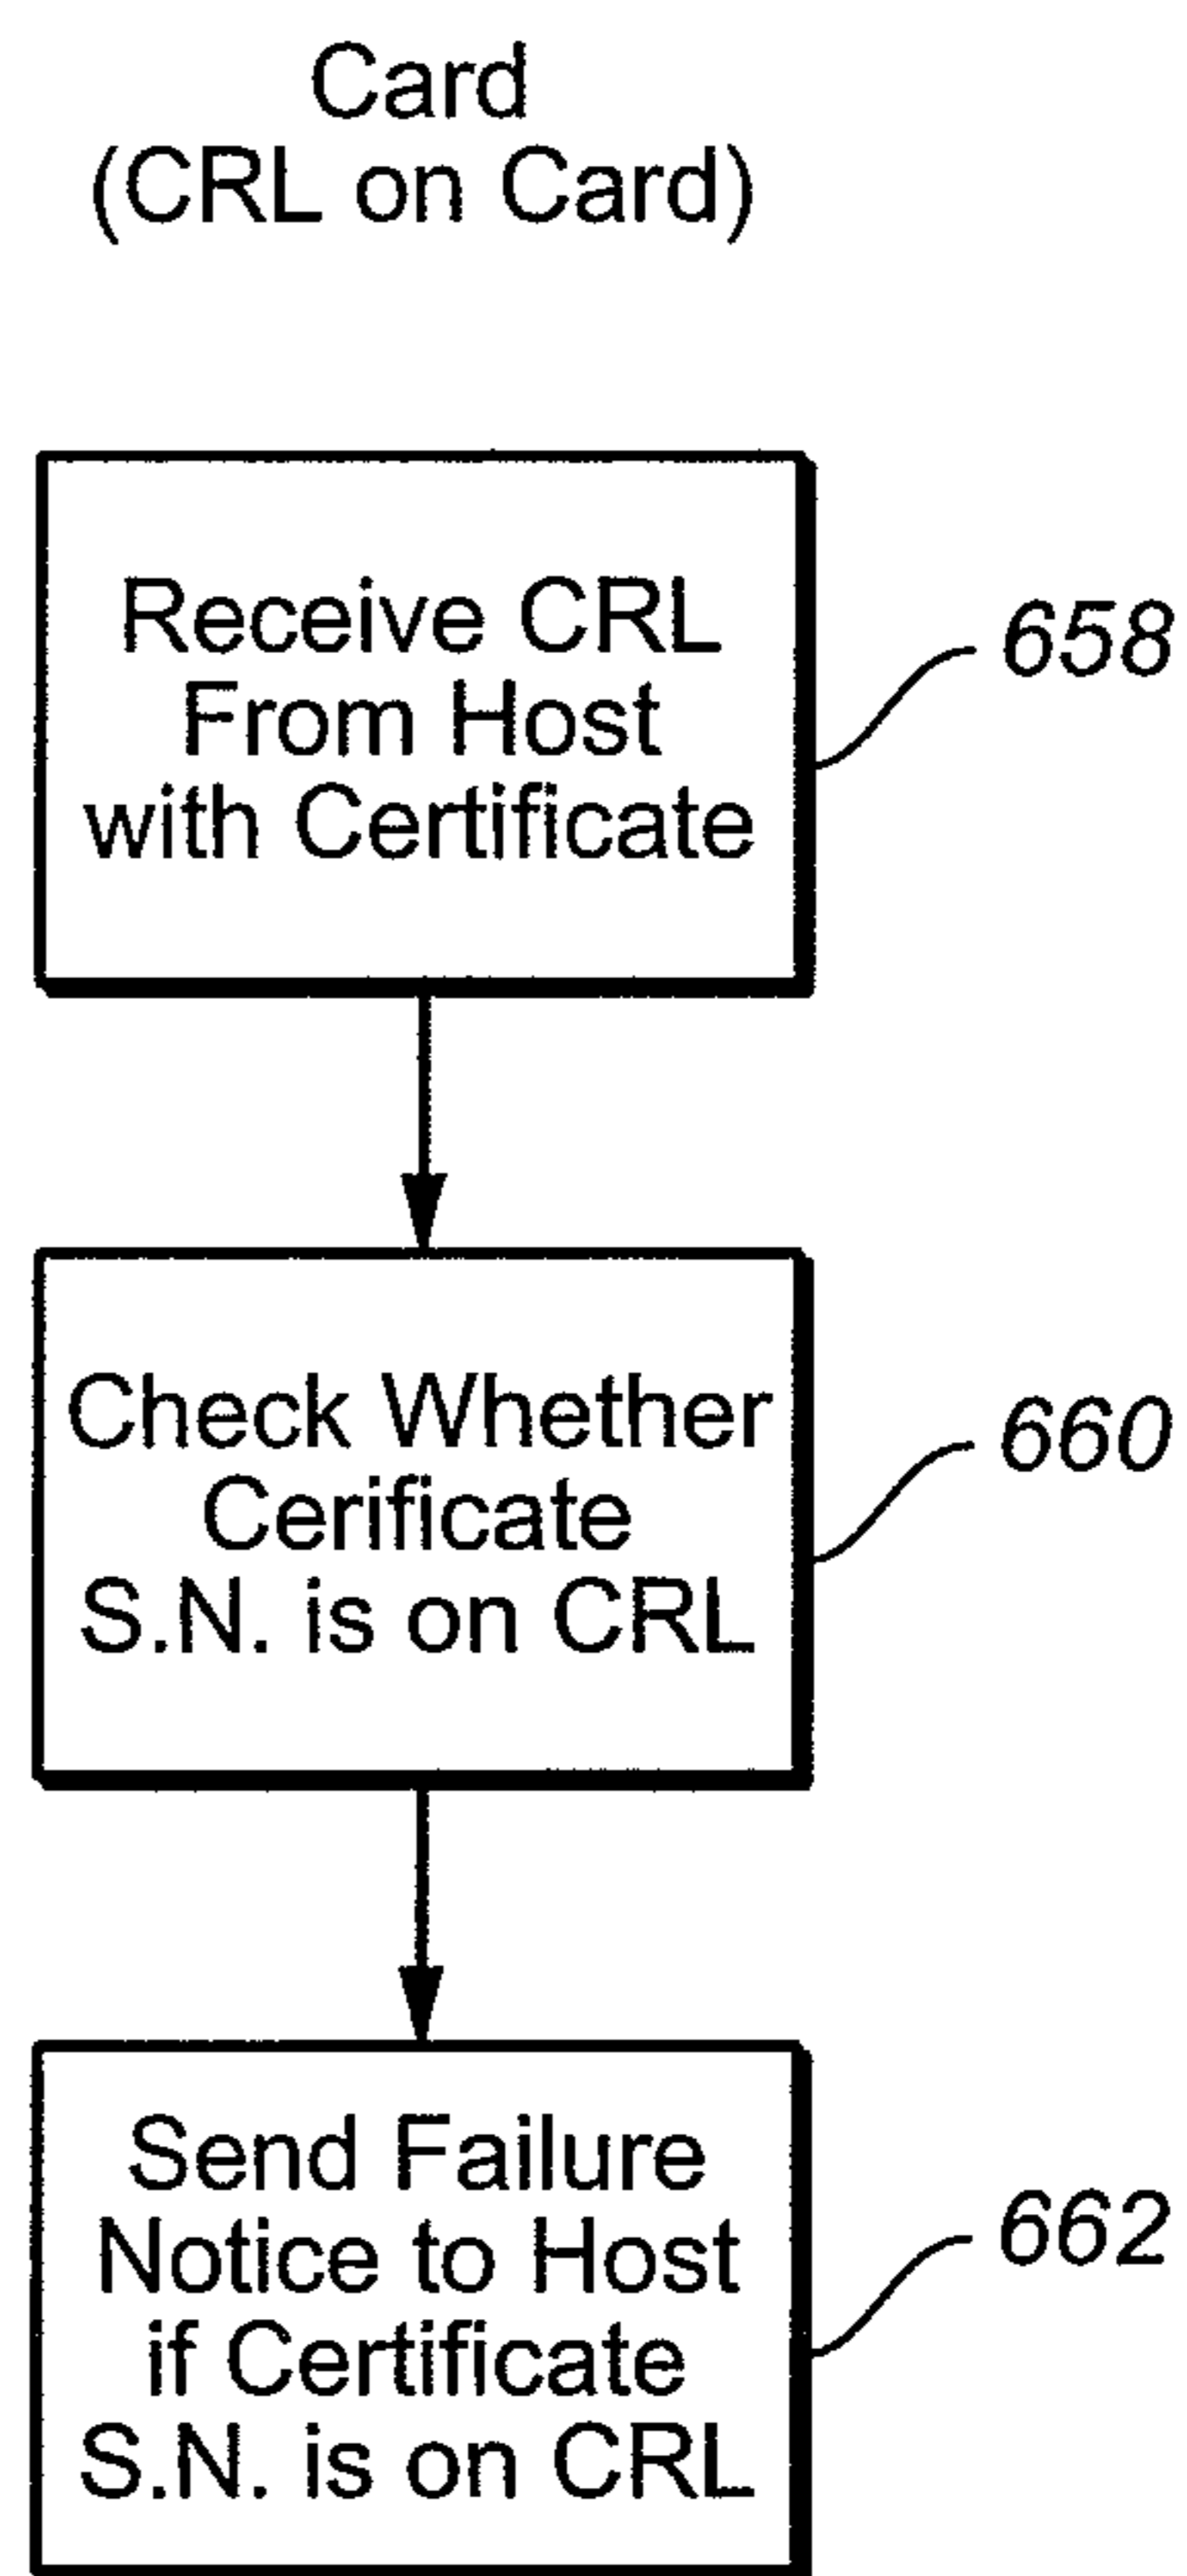 Card
(CRL on Card)
Receive CRL
From Host
with Certificate
658
Check Whether
Cerificate
S.N. is on CRL
660
Send Failure
Notice to Host
if Certificate
S.N. is on CRL
662